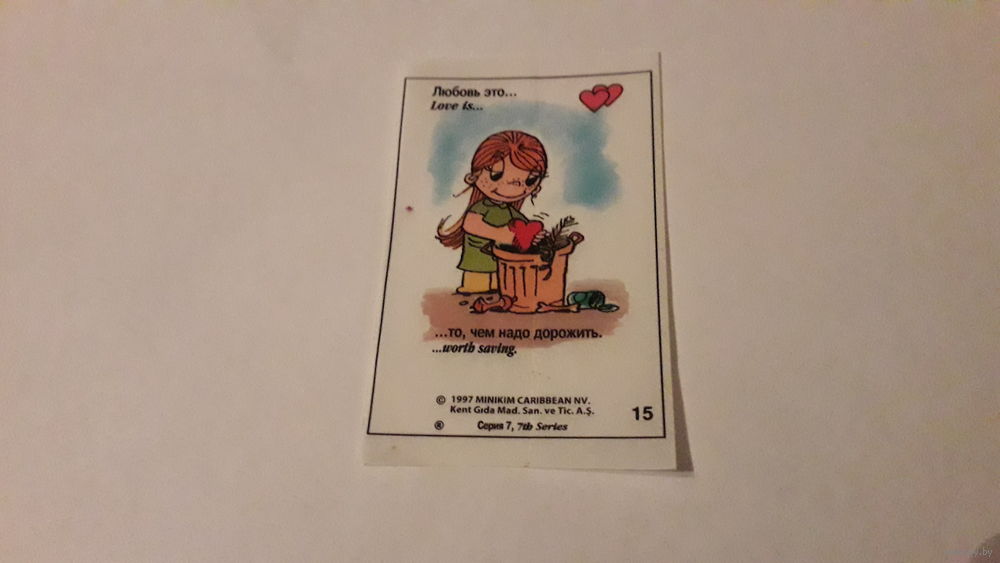 Любовь это...
Love is...
...то, чем надо дорожить.
...worth saving.
© 1997 MINIKIM CARIBBEAN NV.
Kent Gıda Mad. San. ve Tic. A.Ş.
15
® Серия 7, 7th Series